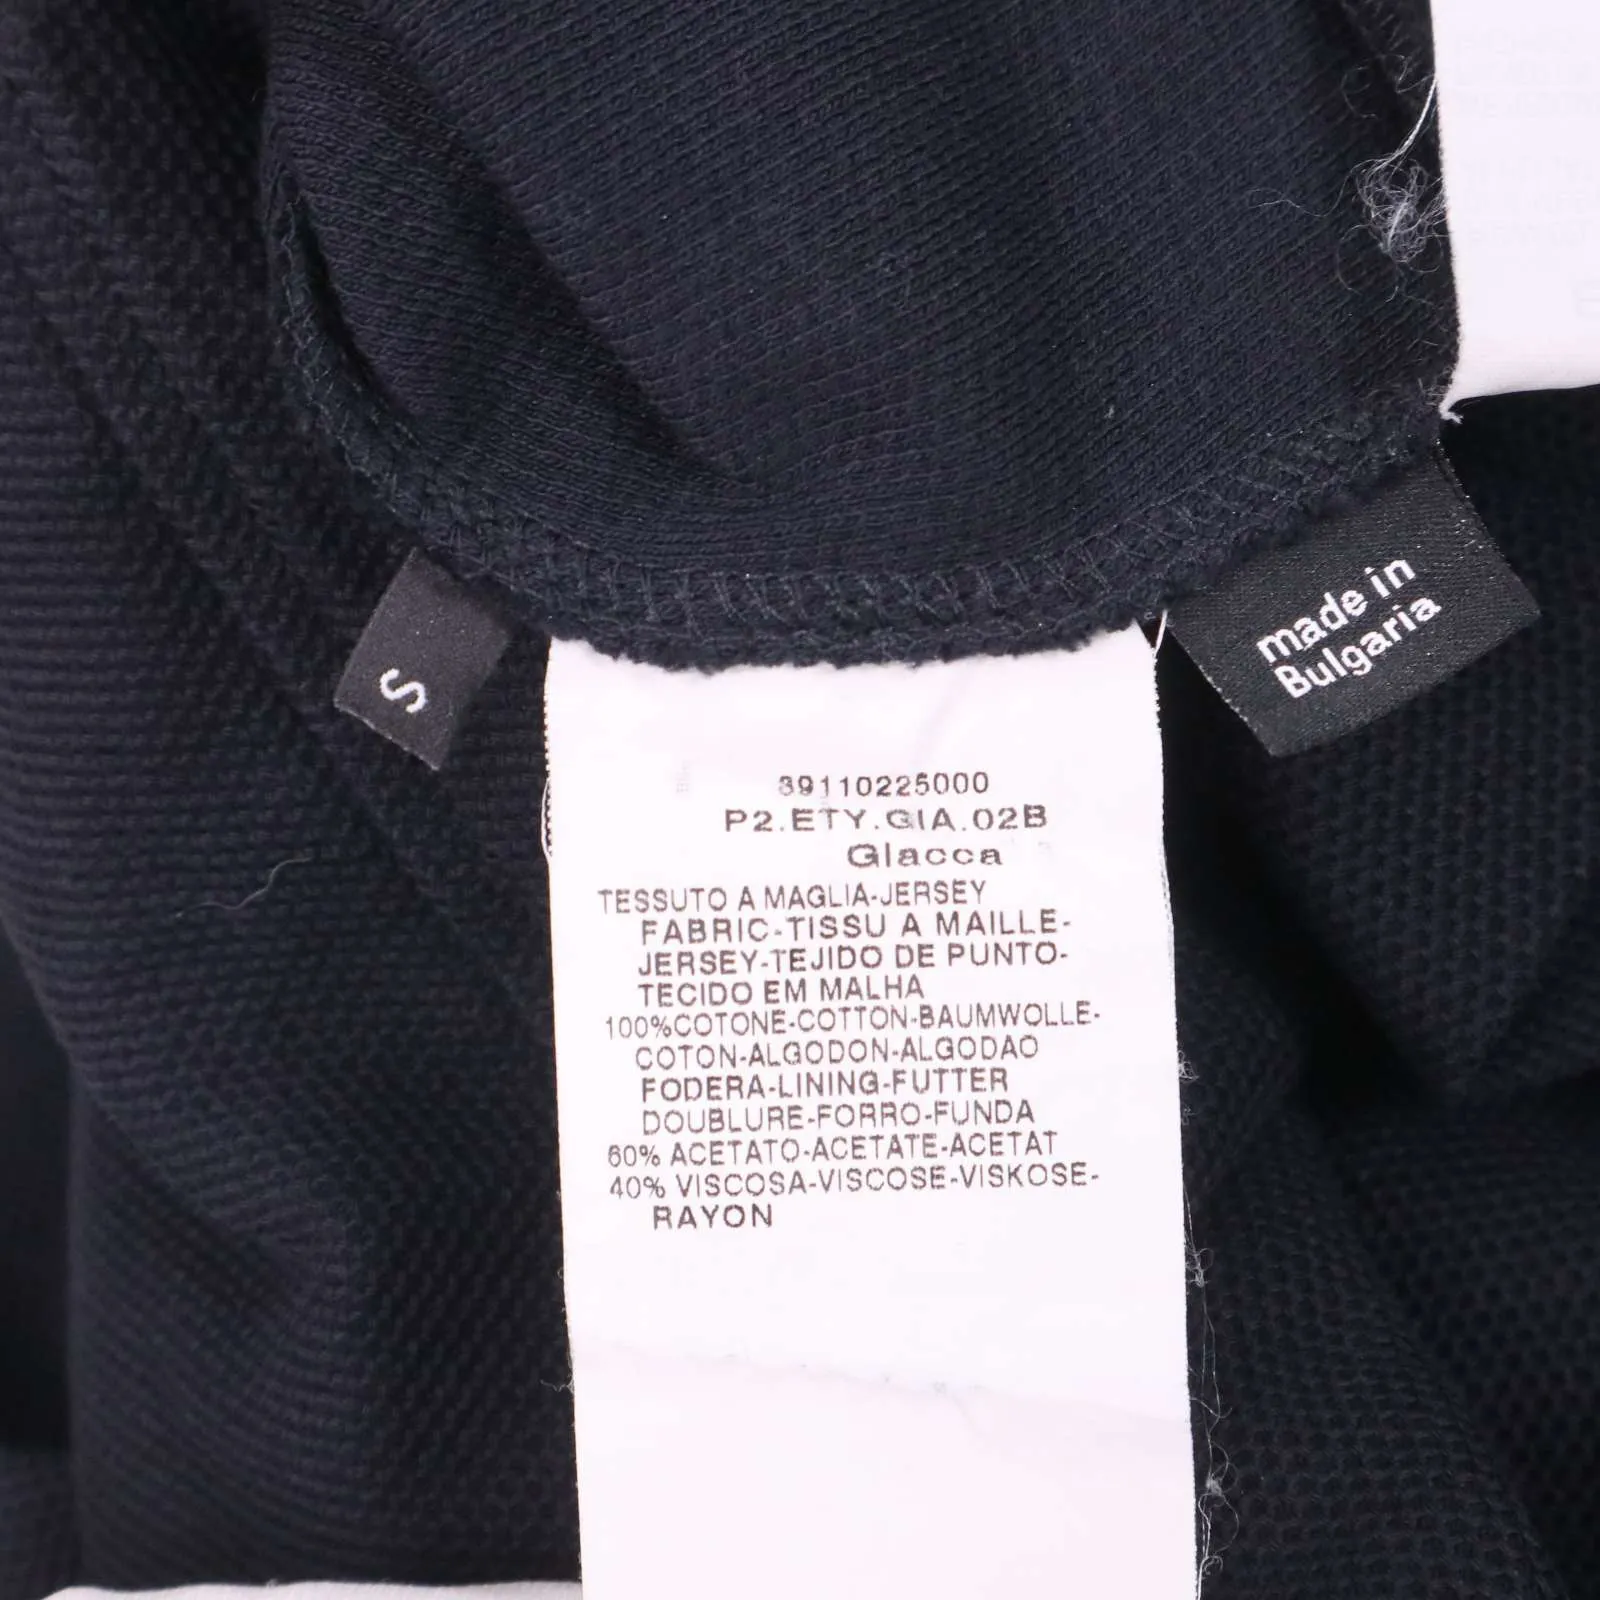 S
made in
Bulgaria
39110225000
P2.ETY.GIA.02B
Giacca
TESSUTO A MAGLIA-JERSEY
FABRIC-TISSU A MAILLE-
JERSEY-TEJIDO DE PUNTO-
TECIDO EM MALHA
100%COTONE-COTTON-BAUMWOLLE-
COTON-ALGODON-ALGODAO
FODERA-LINING-FUTTER
DOUBLURE-FORRO-FUNDA
60% ACETATO-ACETATE-ACETAT
40% VISCOSA-VISCOSE-VISKOSE-
RAYON